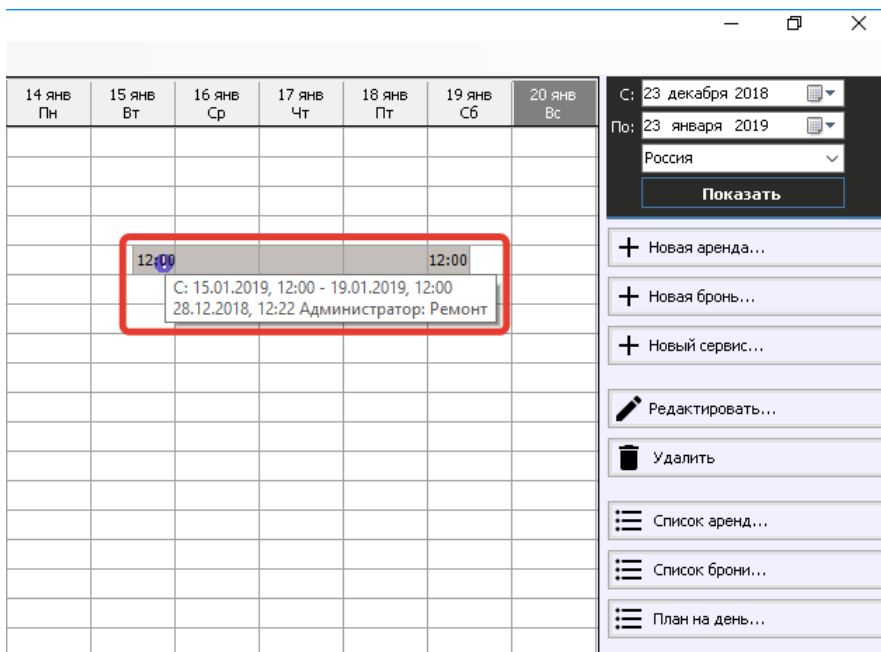 14 янв 15 янв 16 янв 17 янв 18 янв 19 янв 20 янв
Пн Вт Ср Чт Пт Сб Вс
12:00 12:00
С: 15.01.2019, 12:00 - 19.01.2019, 12:00
28.12.2018, 12:22 Администратор: Ремонт
С: 23 декабря 2018
По: 23 января 2019
Россия
Показать
Новая аренда...
Новая бронь...
Новый сервис...
Редактировать...
Удалить
Список аренд...
Список брони...
План на день...